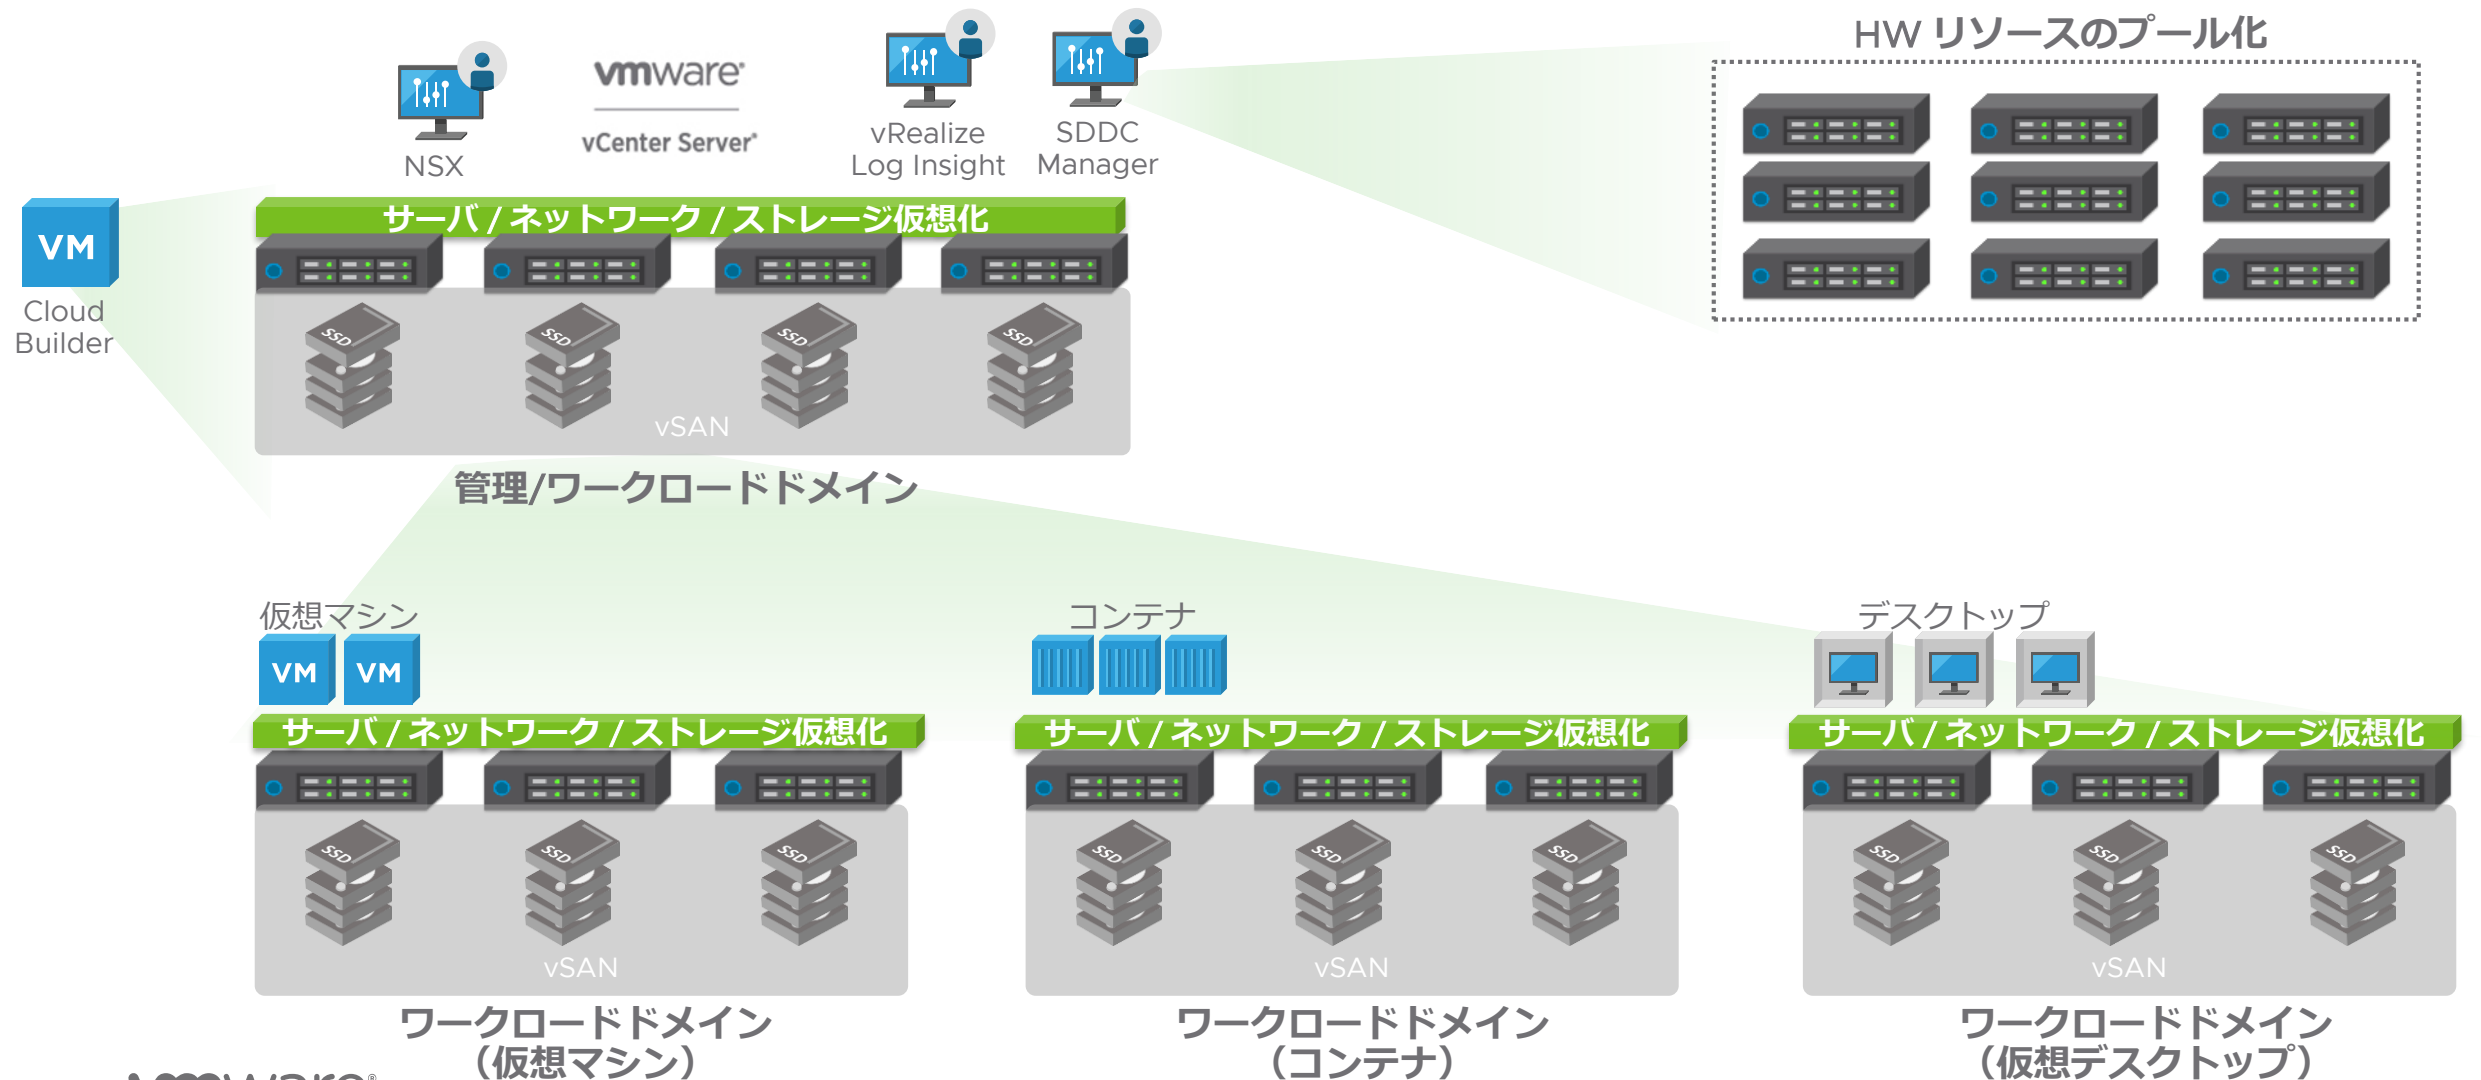 HW リソースのプール化
vmware®
vCenter Server®
NSX
vRealize
Log Insight
SDDC
Manager
VM
Cloud
Builder
サーバ / ネットワーク / ストレージ仮想化
SSD
SSD
SSD
SSD
vSAN
管理/ワークロードドメイン
仮想マシン
VM
VM
コンテナ
デスクトップ
サーバ / ネットワーク / ストレージ仮想化
サーバ / ネットワーク / ストレージ仮想化
サーバ / ネットワーク / ストレージ仮想化
SSD
SSD
SSD
SSD
SSD
SSD
SSD
SSD
SSD
vSAN
vSAN
vSAN
ワークロードドメイン
（仮想マシン）
ワークロードドメイン
（コンテナ）
ワークロードドメイン
（仮想デスクトップ）
vmware®